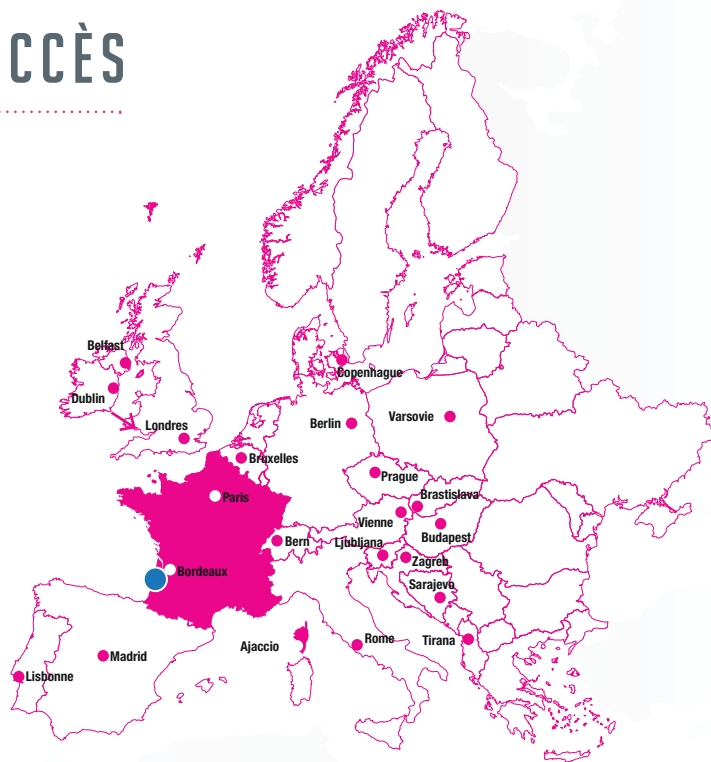 CCÈS
Belfast
Copenhague
Dublin
Londres
Berlin
Varsovie
Bruxelles
Prague
Paris
Brastislava
Vienne
Budapest
Bern
Ljubljana
Zagreb
Bordeaux
Sarajevo
Ajaccio
Rome
Tirana
Madrid
Lisbonne